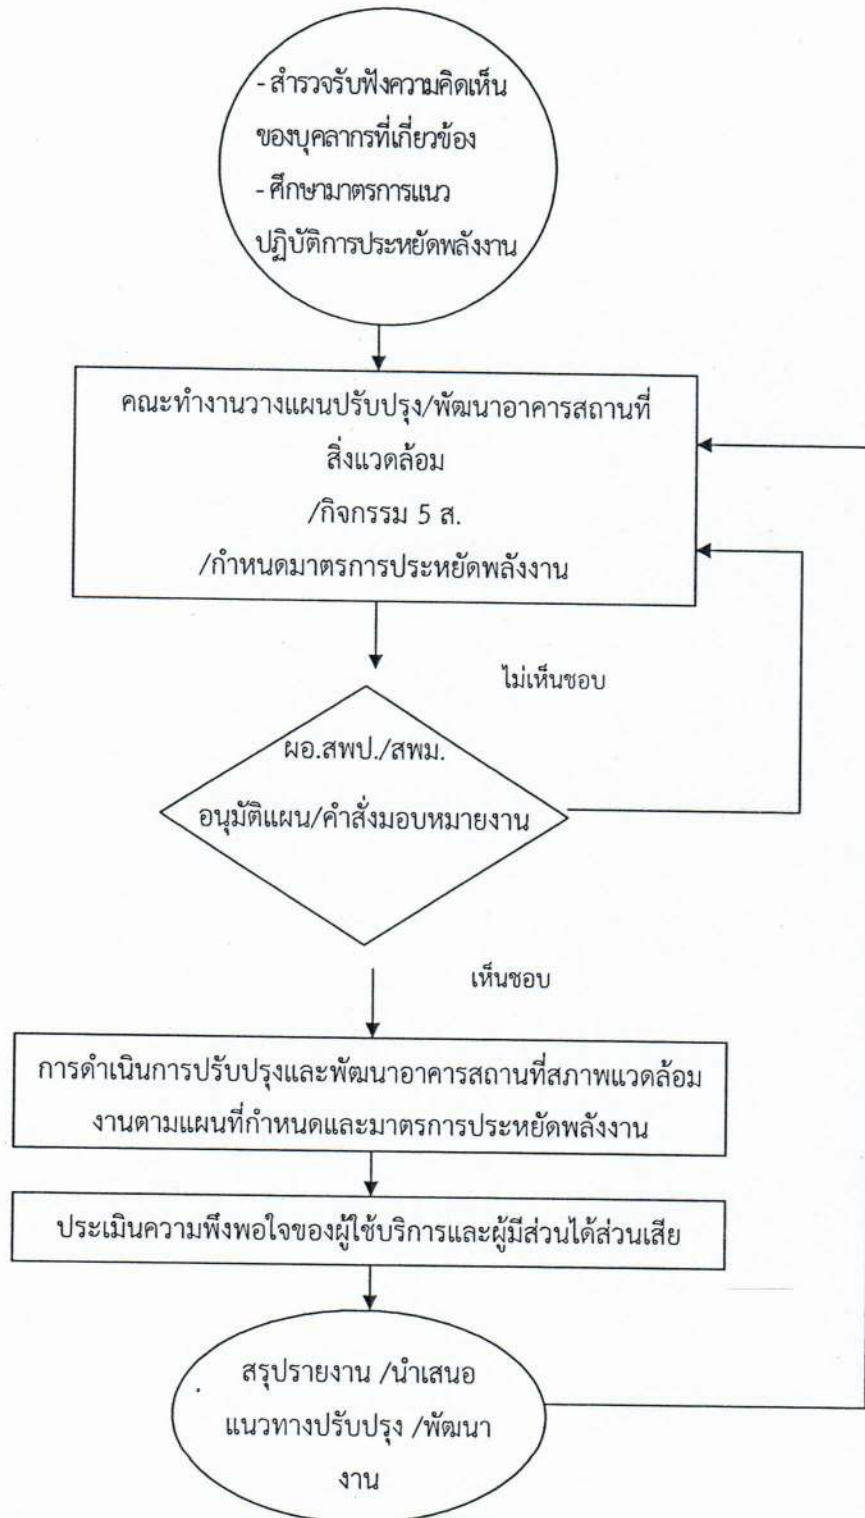 - สำรวจรับฟังความคิดเห็น
ของบุคลากรที่เกี่ยวข้อง
- ศึกษามาตรการแนว
ปฏิบัติการประหยัดพลังงาน
คณะทำงานวางแผนปรับปรุง/พัฒนาอาคารสถานที่
สิ่งแวดล้อม
/กิจกรรม 5 ส.
/กำหนดมาตรการประหยัดพลังงาน
ไม่เห็นชอบ
ผอ.สพป./สพม.
อนุมัติแผน/คำสั่งมอบหมายงาน
เห็นชอบ
การดำเนินการปรับปรุงและพัฒนาอาคารสถานที่สภาพแวดล้อม
งานตามแผนที่กำหนดและมาตรการประหยัดพลังงาน
ประเมินความพึงพอใจของผู้ใช้บริการและผู้มีส่วนได้ส่วนเสีย
สรุปรายงาน /นำเสนอ
แนวทางปรับปรุง /พัฒนา
งาน